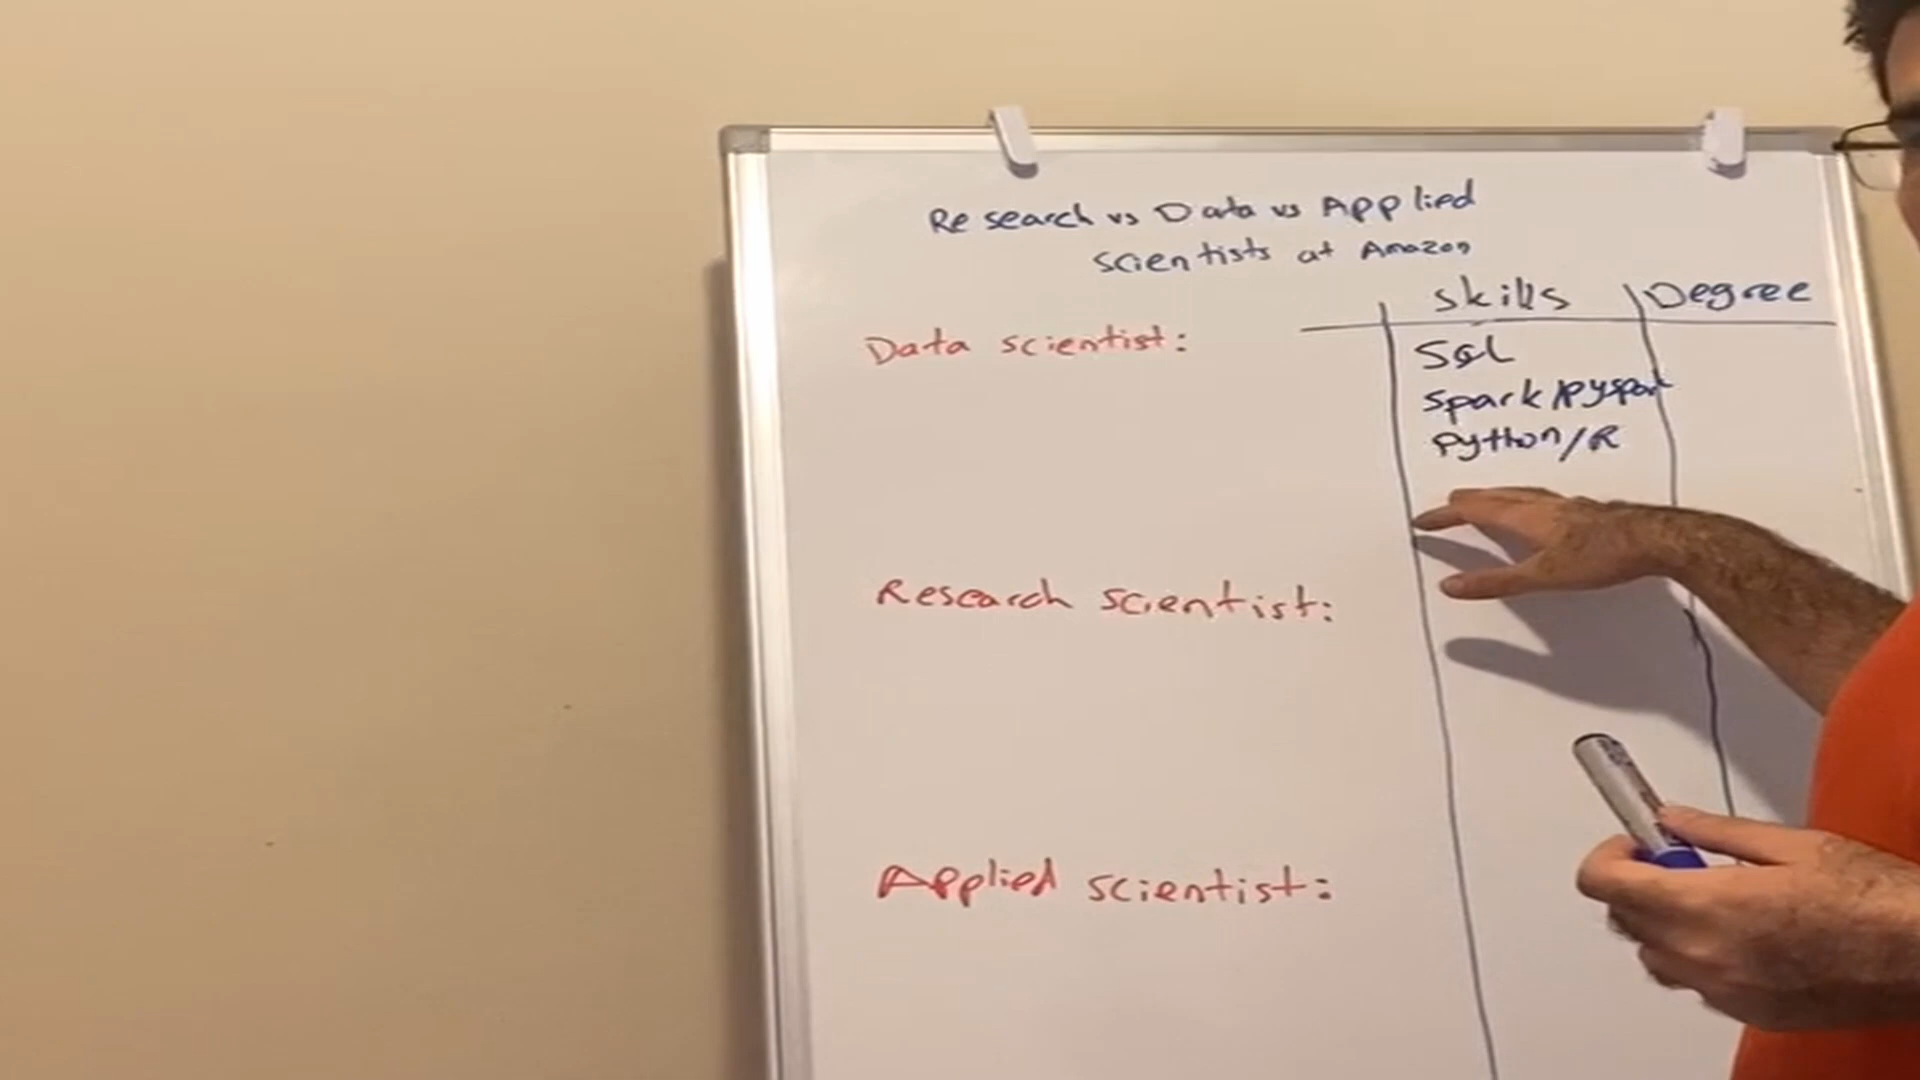 Research vs Data vs Applied
scientists at Amazon
skills Degree
Data scientist:
SQL
spark/pyspark
python/R
Research scientist:
Applied scientist: